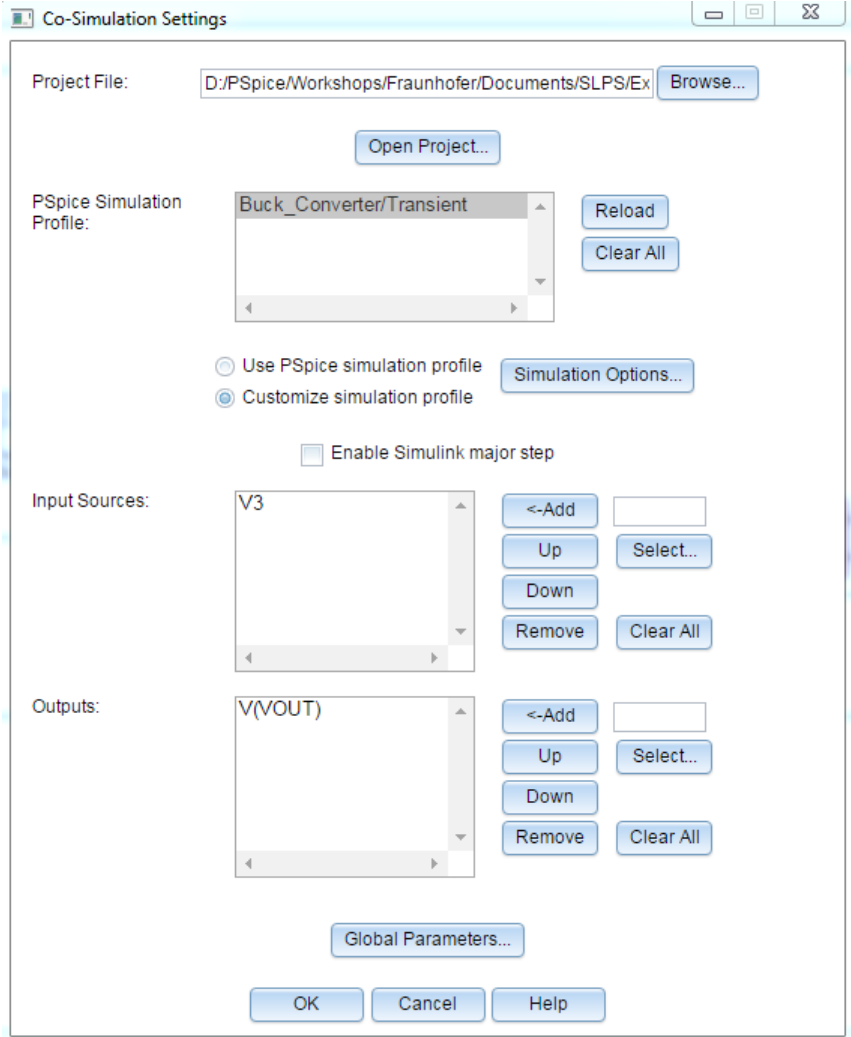 Co-Simulation Settings
Project File: D:/PSpice/Workshops/Fraunhofer/Documents/SLPS/Ex Browse...
Open Project...
PSpice Simulation
Profile:
Buck_Converter/Transient
Reload
Clear All
Use PSpice simulation profile
Customize simulation profile
Simulation Options...
Enable Simulink major step
Input Sources:
V3
<-Add
Up Select...
Down
Remove Clear All
Outputs:
V(VOUT)
<-Add
Up Select...
Down
Remove Clear All
Global Parameters...
OK Cancel Help